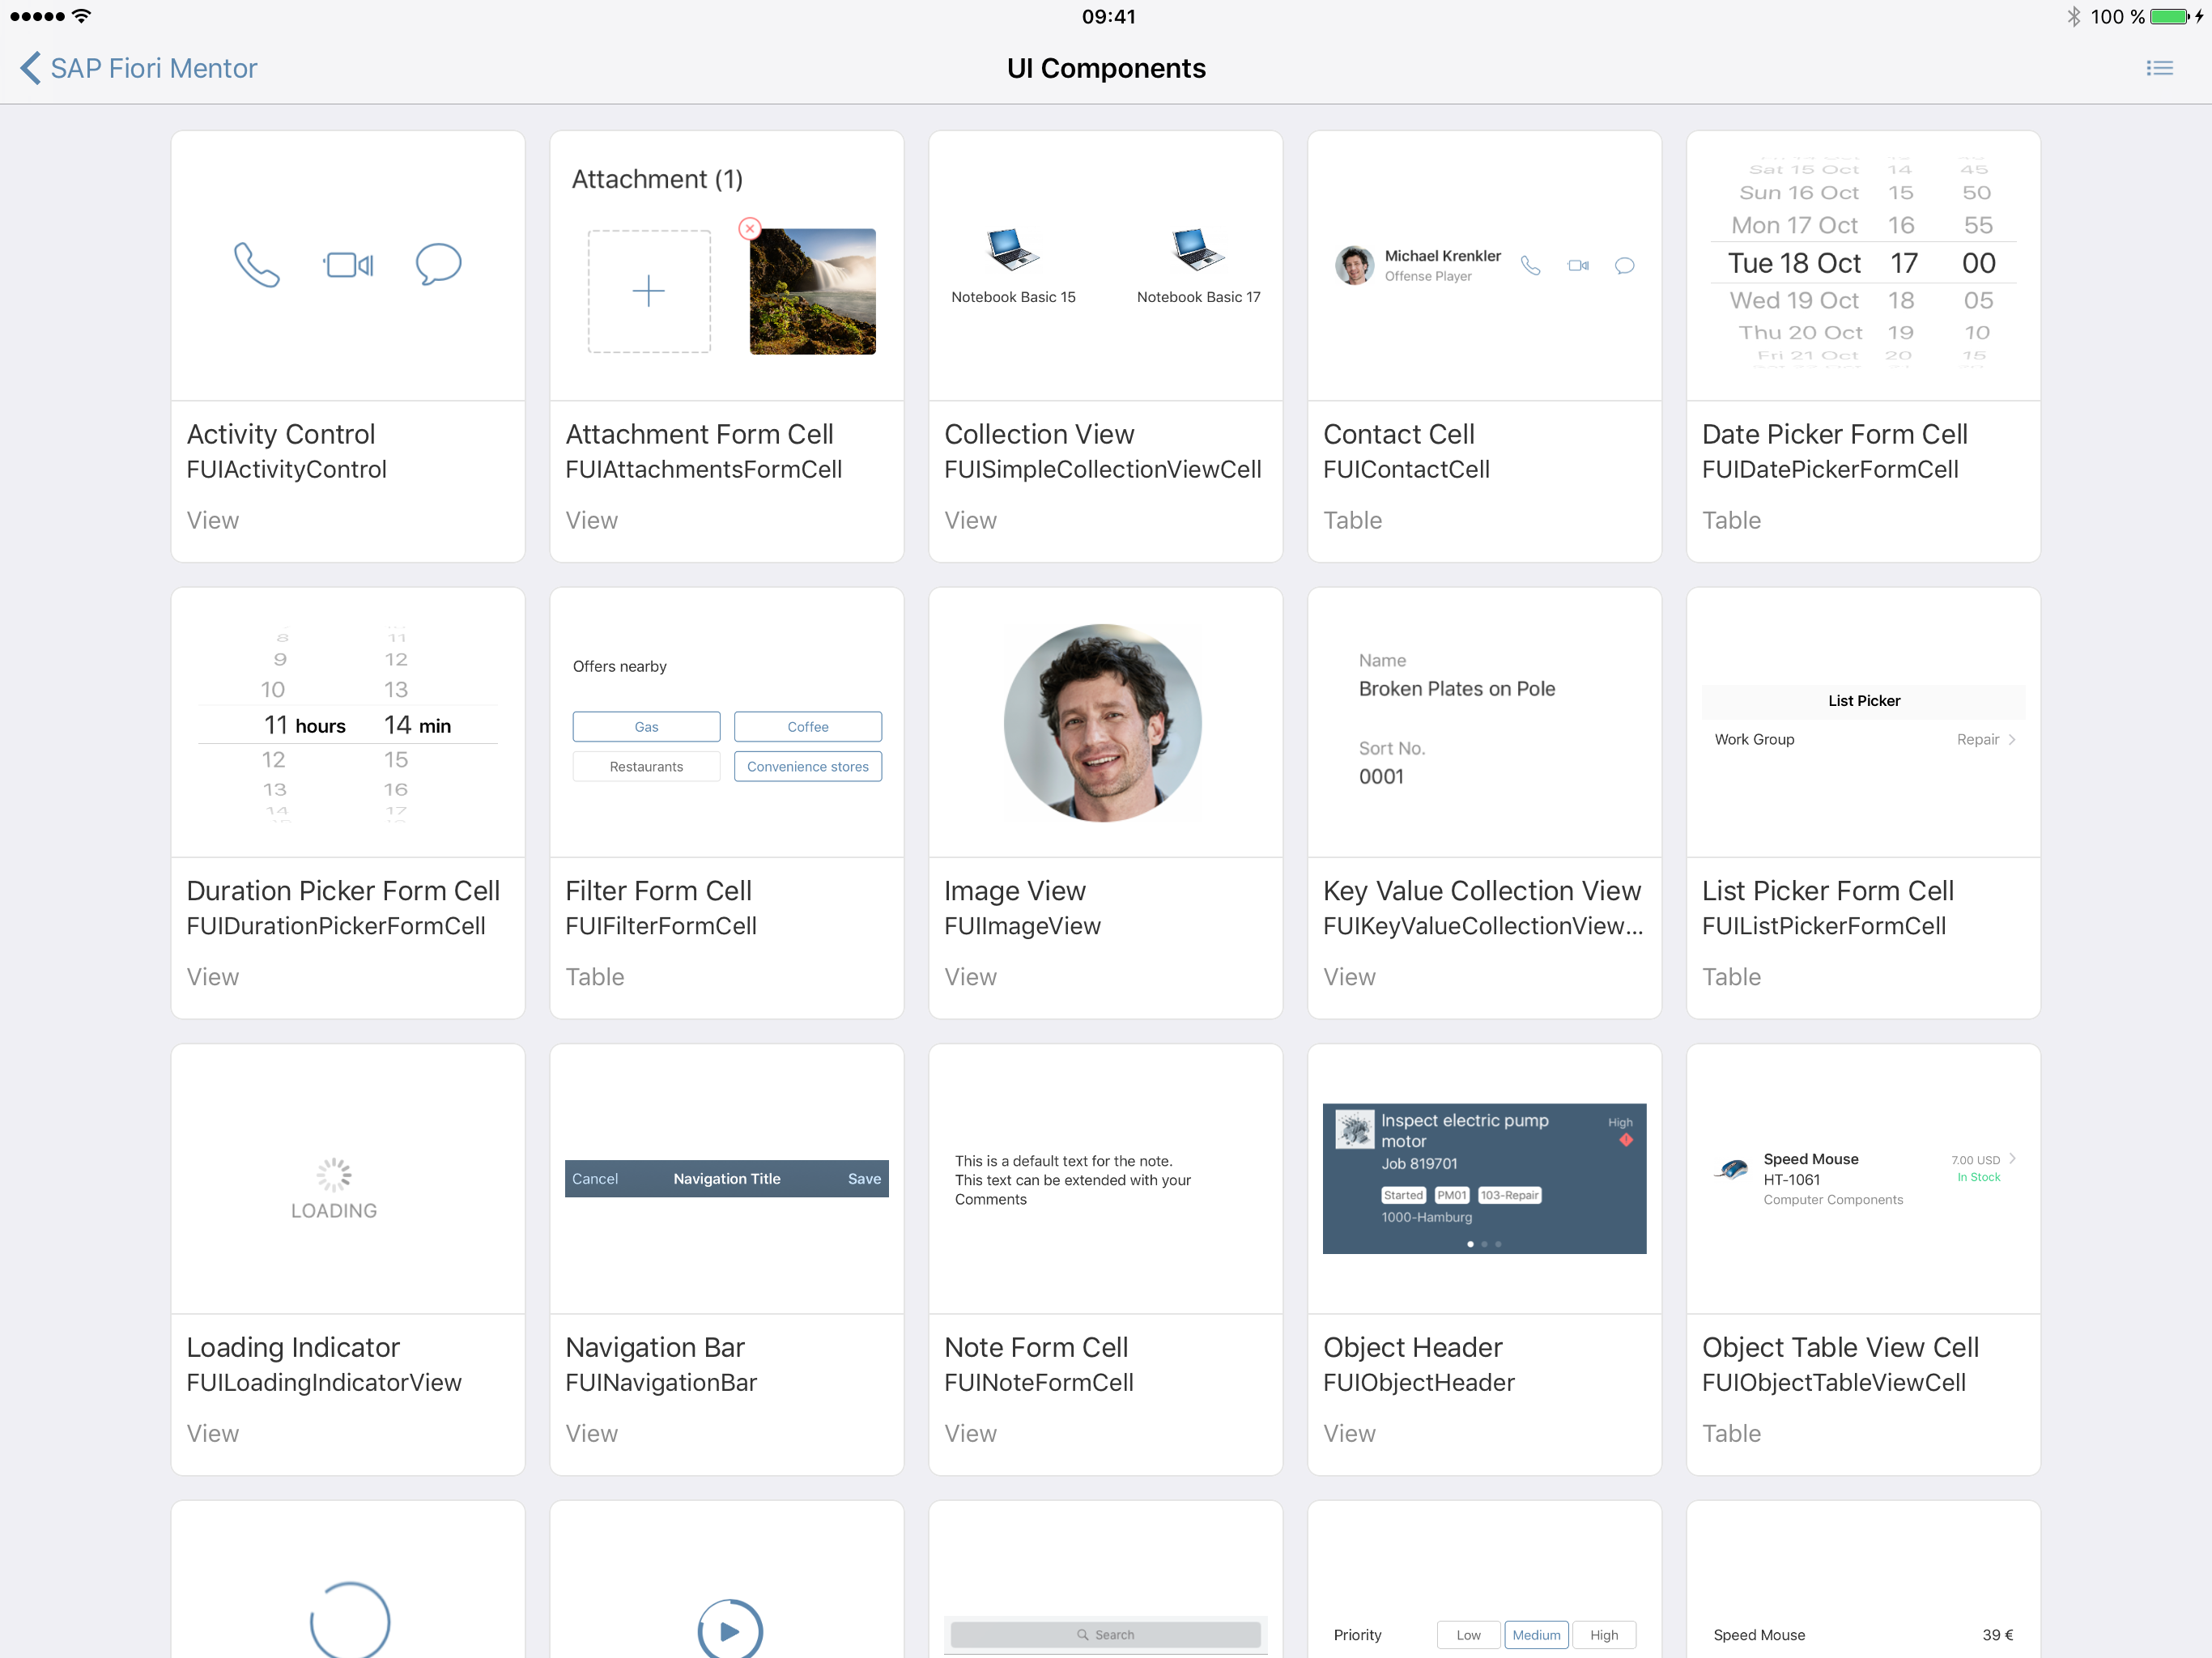 09:41
100 %
SAP Fiori Mentor
UI Components
Attachment (1)
Notebook Basic 15
Notebook Basic 17
Michael Krenkler
Offense Player
Sat 15 Oct 14 45
Sun 16 Oct 15 50
Mon 17 Oct 16 55
Tue 18 Oct 17 00
Wed 19 Oct 18 05
Thu 20 Oct 19 10
Fri 21 Oct 20 15
Activity Control
FUIActivityControl
View
Attachment Form Cell
FUIAttachmentsFormCell
View
Collection View
FUISimpleCollectionViewCell
View
Contact Cell
FUIContactCell
Table
Date Picker Form Cell
FUIDatePickerFormCell
Table
8 11
9 12
10 13
11 hours 14 min
12 15
13 16
14 17
Offers nearby
Gas
Coffee
Restaurants
Convenience stores
Name
Broken Plates on Pole
Sort No.
0001
List Picker
Work Group
Repair
Duration Picker Form Cell
FUIDurationPickerFormCell
View
Filter Form Cell
FUIFilterFormCell
Table
Image View
FUIImageView
View
Key Value Collection View
FUIKeyValueCollectionView...
View
List Picker Form Cell
FUIListPickerFormCell
Table
LOADING
Cancel
Navigation Title
Save
This is a default text for the note.
This text can be extended with your
Comments
Inspect electric pump
motor
High
Job 819701
Started
PM01
103-Repair
1000-Hamburg
Speed Mouse
HT-1061
Computer Components
7.00 USD
In Stock
Loading Indicator
FUILoadingIndicatorView
View
Navigation Bar
FUINavigationBar
View
Note Form Cell
FUINoteFormCell
View
Object Header
FUIObjectHeader
View
Object Table View Cell
FUIObjectTableViewCell
Table
Search
Priority
Low
Medium
High
Speed Mouse
39 €